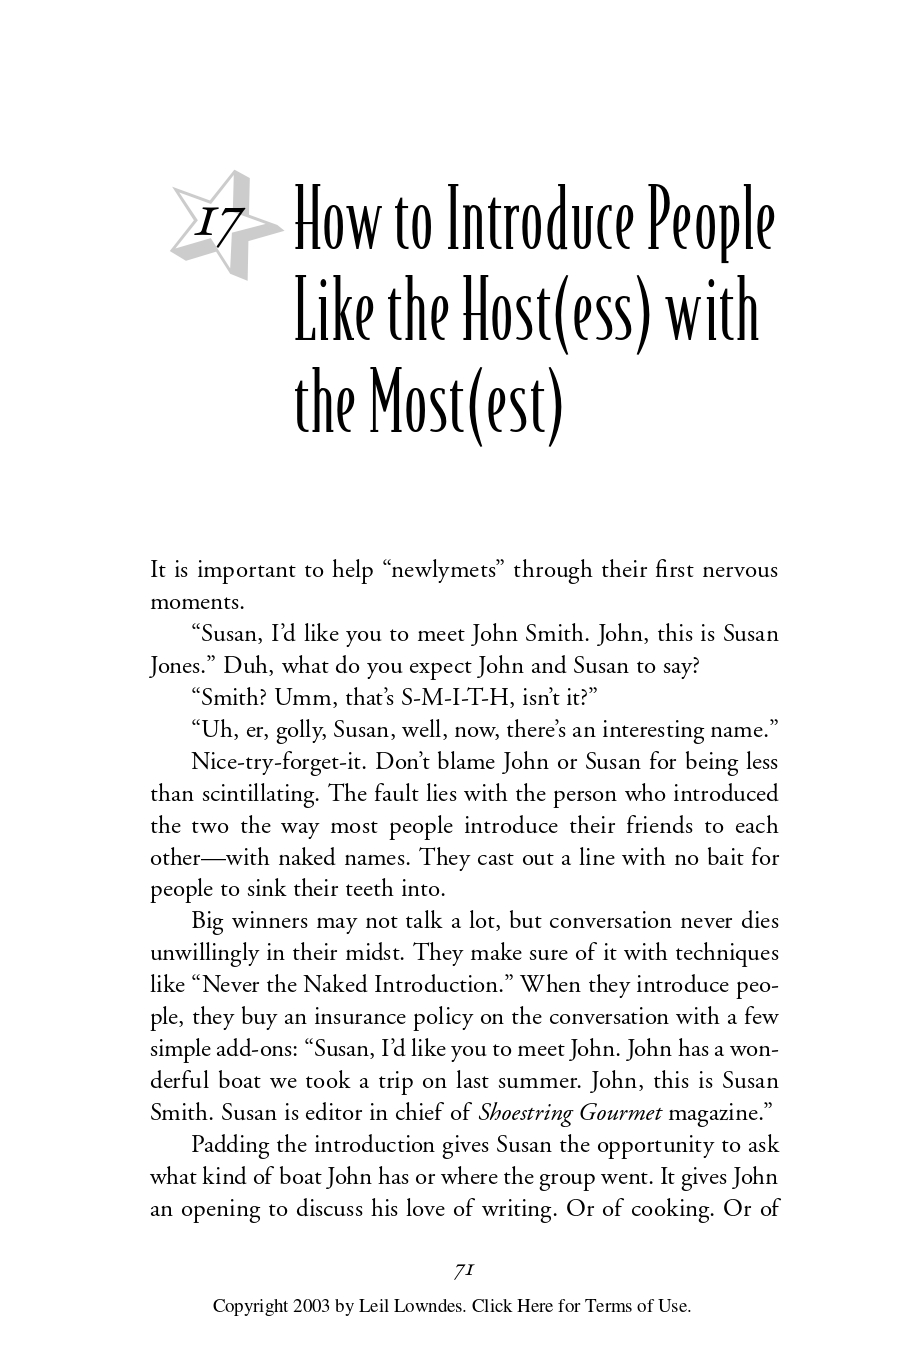 17
How to Introduce People
Like the Host(ess) with
the Most(est)
It is important to help “newlymets” through their first nervous
moments.
“Susan, I’d like you to meet John Smith. John, this is Susan
Jones.” Duh, what do you expect John and Susan to say?
“Smith? Umm, that’s S-M-I-T-H, isn’t it?”
“Uh, er, golly, Susan, well, now, there’s an interesting name.”
Nice-try-forget-it. Don’t blame John or Susan for being less
than scintillating. The fault lies with the person who introduced
the two the way most people introduce their friends to each
other—with naked names. They cast out a line with no bait for
people to sink their teeth into.
Big winners may not talk a lot, but conversation never dies
unwillingly in their midst. They make sure of it with techniques
like “Never the Naked Introduction.” When they introduce peo-
ple, they buy an insurance policy on the conversation with a few
simple add-ons: “Susan, I’d like you to meet John. John has a won-
derful boat we took a trip on last summer. John, this is Susan
Smith. Susan is editor in chief of Shoestring Gourmet magazine.”
Padding the introduction gives Susan the opportunity to ask
what kind of boat John has or where the group went. It gives John
an opening to discuss his love of writing. Or of cooking. Or of
71
Copyright 2003 by Leil Lowndes. Click Here for Terms of Use.